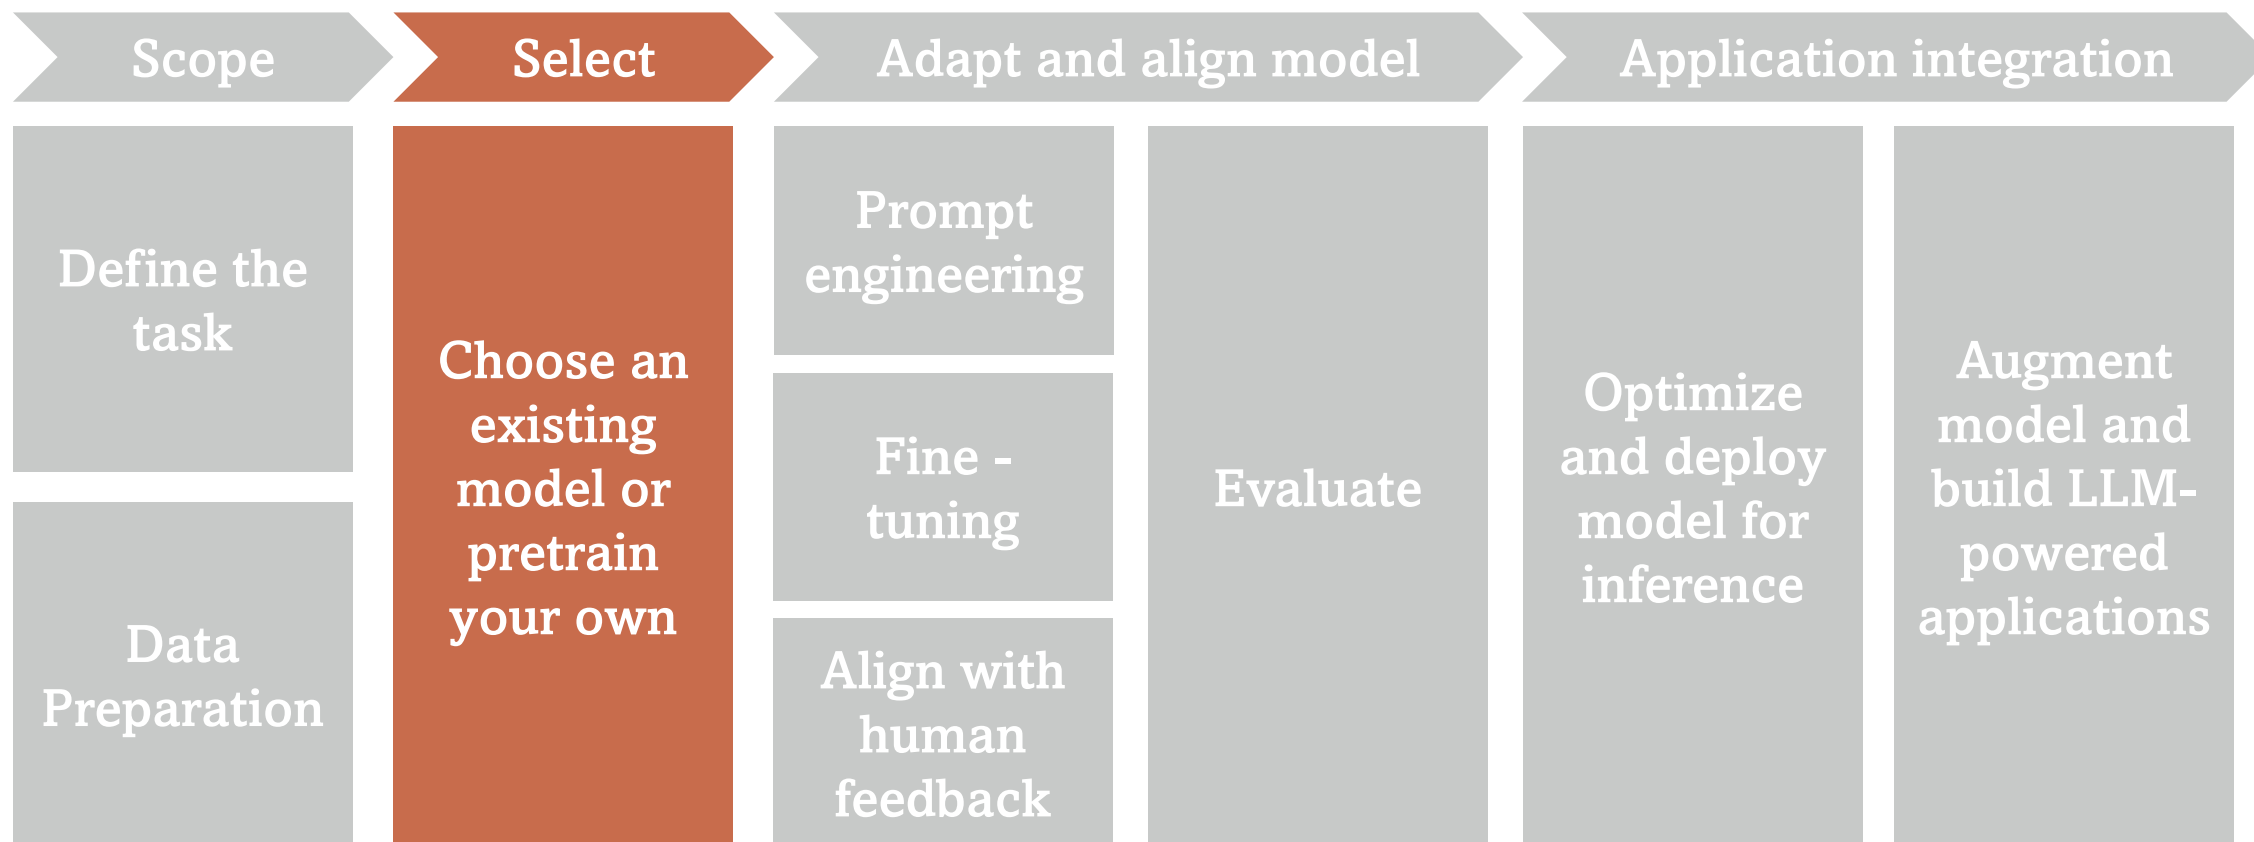 Scope
Select
Adapt and align model
Application integration
Define the
task
Data
Preparation
Choose an
existing
model or
pretrain
your own
Prompt
engineering
Fine -
tuning
Align with
human
feedback
Evaluate
Optimize
and deploy
model for
inference
Augment
model and
build LLM-
powered
applications